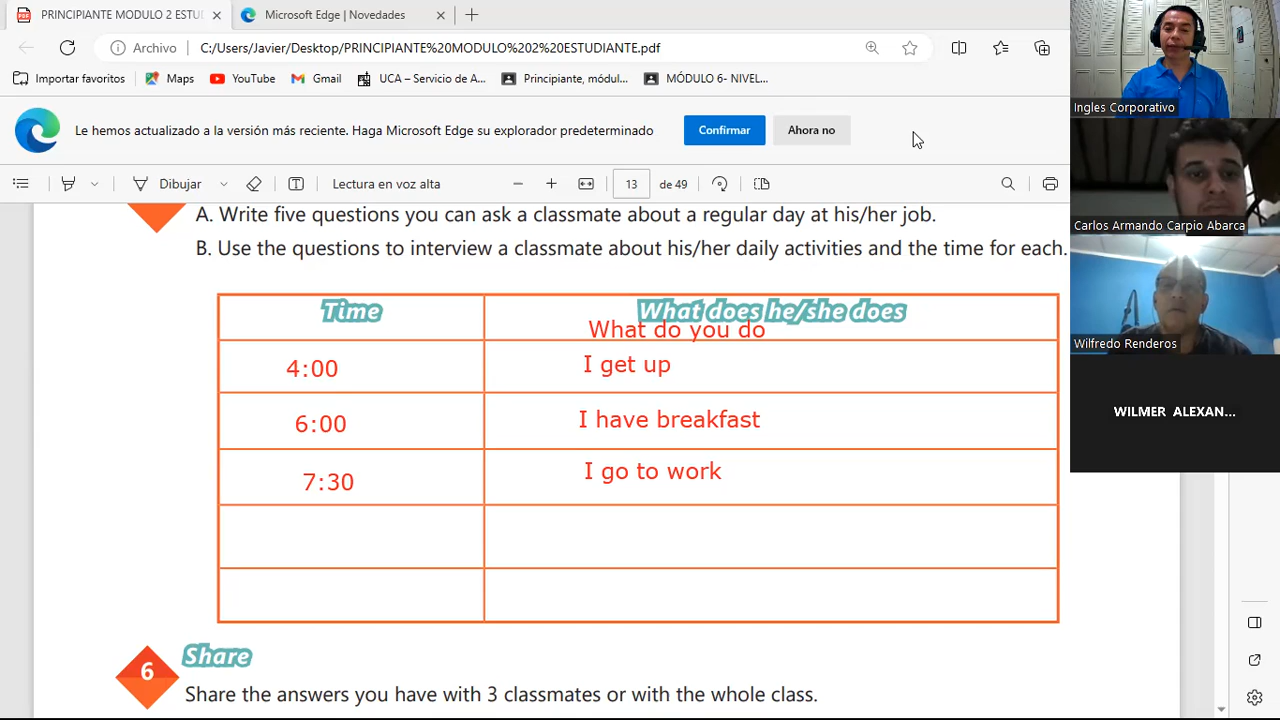 PRINCIPIANTE MODULO 2 ESTUD
Microsoft Edge | Novedades
Archivo
C:/Users/Javier/Desktop/PRINCIPIANTE%20MODULO%202%20ESTUDIANTE.pdf
Importar favoritos
Maps
YouTube
Gmail
UCA – Servicio de A...
Principiante, módul...
MÓDULO 6- NIVEL...
Le hemos actualizado a la versión más reciente. Haga Microsoft Edge su explorador predeterminado
Confirmar
Ahora no
Dibujar
Lectura en voz alta
13
de 49
A. Write five questions you can ask a classmate about a regular day at his/her job.
B. Use the questions to interview a classmate about his/her daily activities and the time for each.
Time
What does he/she does
What do you do
4:00
I get up
6:00
I have breakfast
7:30
I go to work
6
Share
Share the answers you have with 3 classmates or with the whole class.
Ingles Corporativo
Carlos Armando Carpio Abarca
Wilfredo Renderos
WILMER ALEXAN...